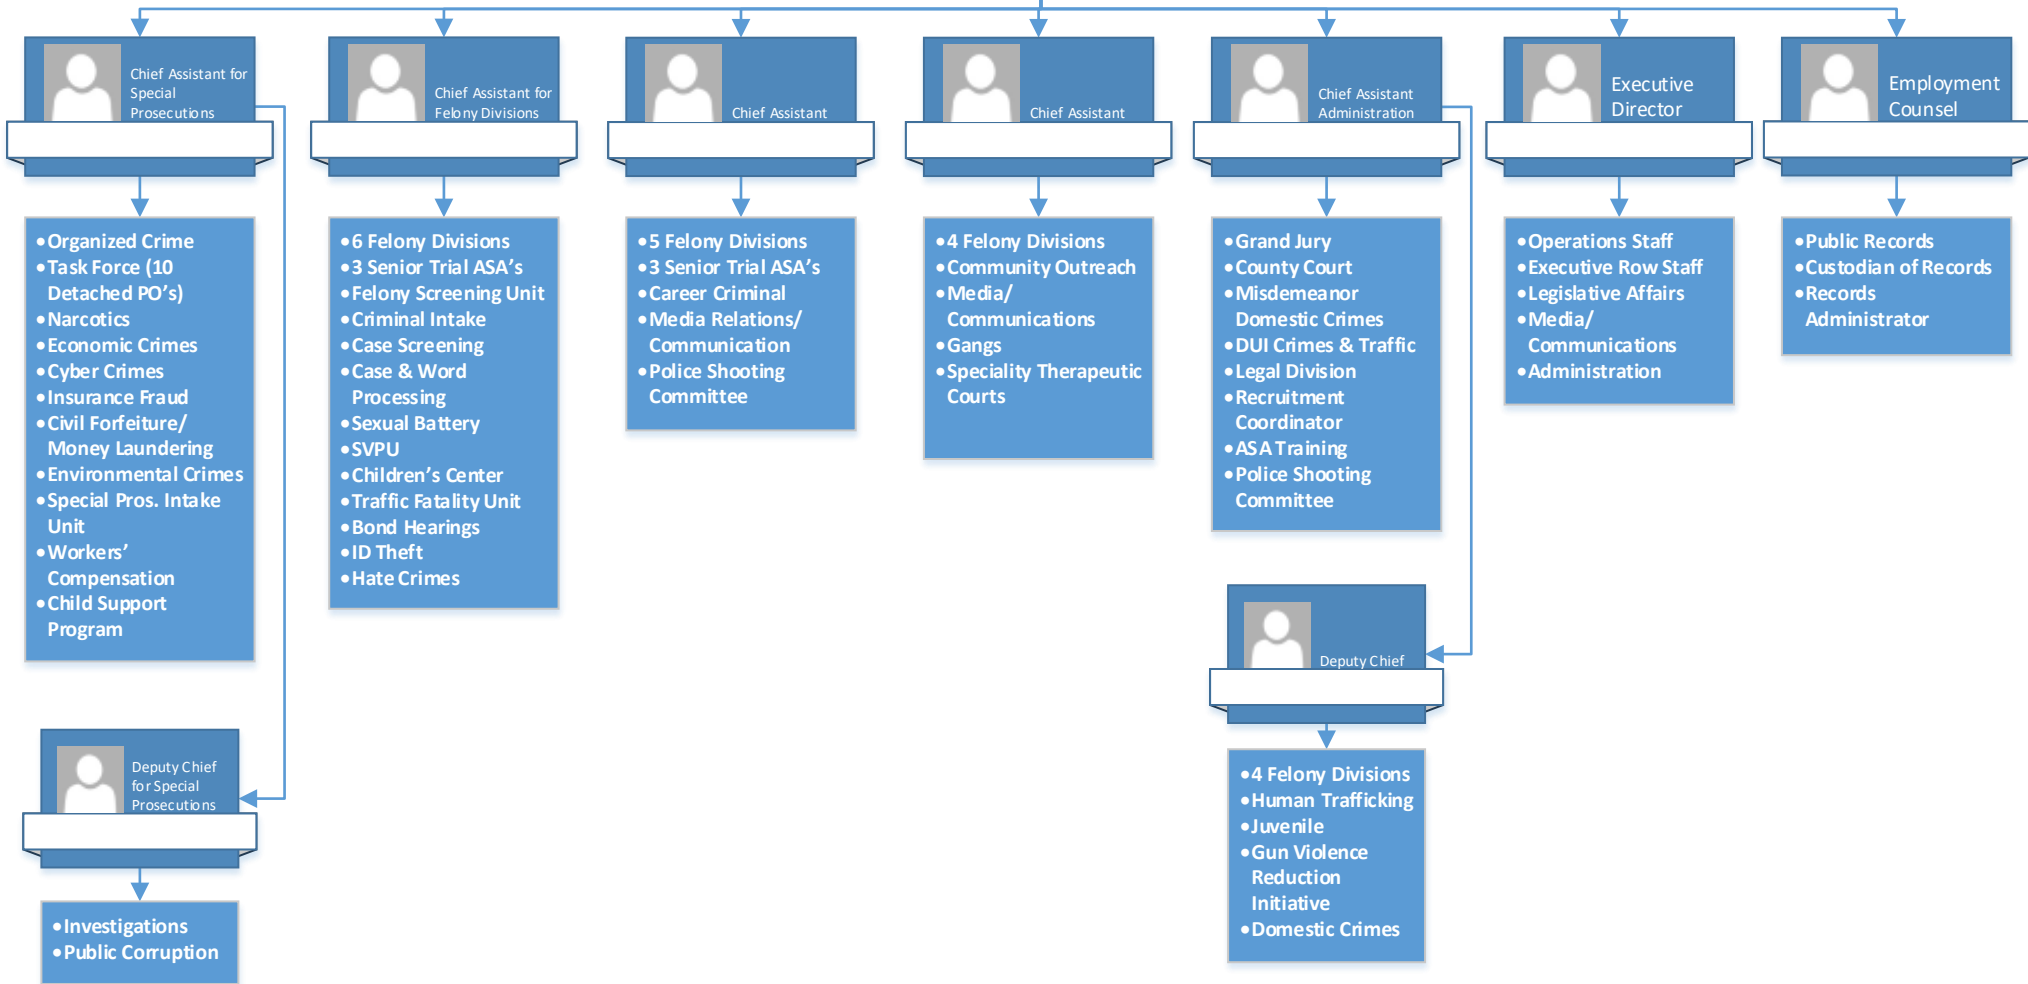 Chief Assistant for
Special
Prosecutions
Chief Assistant for
Felony Divisions
Chief Assistant
Chief Assistant
Chief Assistant
Administration
Executive
Director
Employment
Counsel
•Organized Crime
•Task Force (10
Detached PO's)
•Narcotics
•Economic Crimes
•Cyber Crimes
•Insurance Fraud
•Civil Forfeiture/
Money Laundering
•Environmental Crimes
•Special Pros. Intake
Unit
•Workers'
Compensation
•Child Support
Program
•6 Felony Divisions
•3 Senior Trial ASA's
•Felony Screening Unit
•Criminal Intake
•Case Screening
•Case & Word
Processing
•Sexual Battery
•SVPU
•Children's Center
•Traffic Fatality Unit
•Bond Hearings
•ID Theft
•Hate Crimes
•5 Felony Divisions
•3 Senior Trial ASA's
•Career Criminal
•Media Relations/
Communication
•Police Shooting
Committee
•4 Felony Divisions
•Community Outreach
•Media/
Communications
•Gangs
•Speciality Therapeutic
Courts
•Grand Jury
•County Court
•Misdemeanor
Domestic Crimes
•DUI Crimes & Traffic
•Legal Division
•Recruitment
Coordinator
•ASA Training
•Police Shooting
Committee
•Operations Staff
•Executive Row Staff
•Legislative Affairs
•Media/
Communications
•Administration
•Public Records
•Custodian of Records
•Records
Administrator
Deputy Chief
for Special
Prosecutions
•Investigations
•Public Corruption
Deputy Chief
•4 Felony Divisions
•Human Trafficking
•Juvenile
•Gun Violence
Reduction
Initiative
•Domestic Crimes